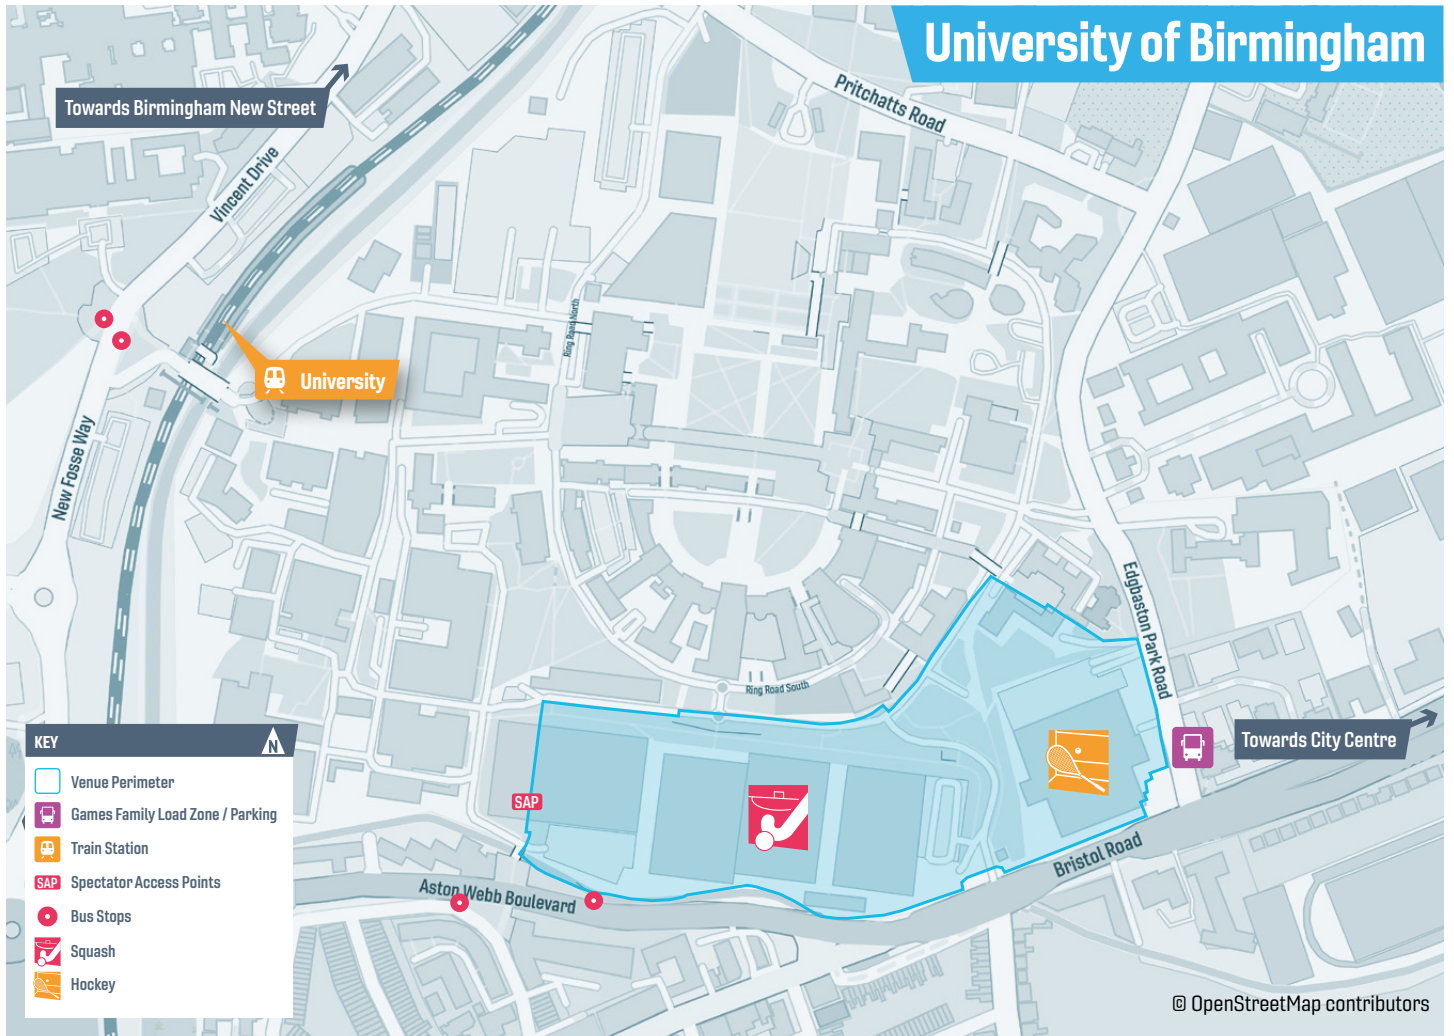 University of Birmingham
Towards Birmingham New Street
Pritchatts Road
Vincent Drive
Ring Road North
University
New Fosse Way
Edgbaston Park Road
Ring Road South
Towards City Centre
SAP
Bristol Road
Aston Webb Boulevard
KEY
N
Venue Perimeter
Games Family Load Zone / Parking
Train Station
SAP Spectator Access Points
Bus Stops
Squash
Hockey
© OpenStreetMap contributors